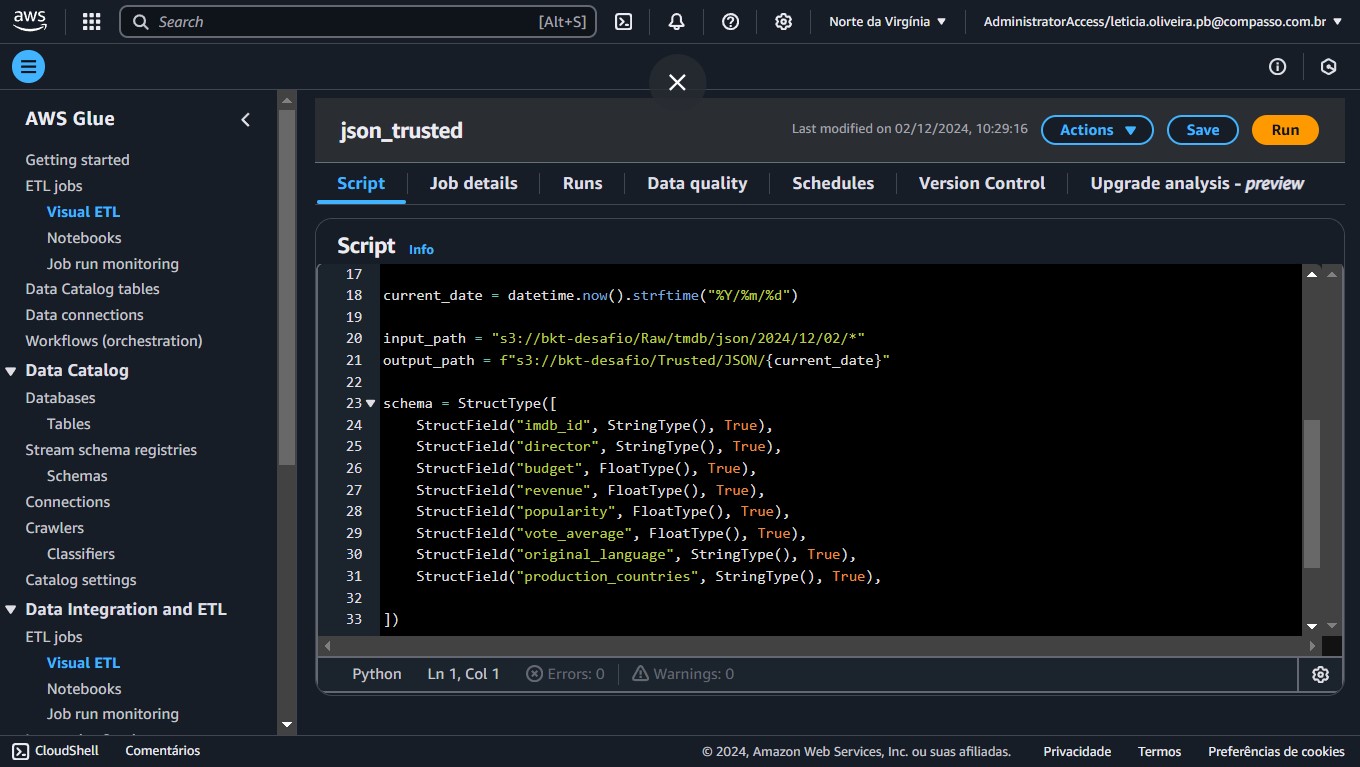 aws
Search [Alt+S]
Norte da Virgínia
AdministratorAccess/leticia.oliveira.pb@compasso.com.br
AWS Glue
Getting started
ETL jobs
Visual ETL
Notebooks
Job run monitoring
Data Catalog tables
Data connections
Workflows (orchestration)
Data Catalog
Databases
Tables
Stream schema registries
Schemas
Connections
Crawlers
Classifiers
Catalog settings
Data Integration and ETL
ETL jobs
Visual ETL
Notebooks
Job run monitoring
json_trusted
Last modified on 02/12/2024, 10:29:16
Actions
Save
Run
Script
Job details
Runs
Data quality
Schedules
Version Control
Upgrade analysis - preview
Script Info
17
18 current_date = datetime.now().strftime("%Y/%m/%d")
19
20 input_path = "s3://bkt-desafio/Raw/tmdb/json/2024/12/02/*"
21 output_path = f"s3://bkt-desafio/Trusted/JSON/{current_date}"
22
23 schema = StructType([
24 StructField("imdb_id", StringType(), True),
25 StructField("director", StringType(), True),
26 StructField("budget", FloatType(), True),
27 StructField("revenue", FloatType(), True),
28 StructField("popularity", FloatType(), True),
29 StructField("vote_average", FloatType(), True),
30 StructField("original_language", StringType(), True),
31 StructField("production_countries", StringType(), True),
32
33 ])
Python Ln 1, Col 1 Errors: 0 Warnings: 0
CloudShell Comentários
© 2024, Amazon Web Services, Inc. ou suas afiliadas. Privacidade Termos Preferências de cookies